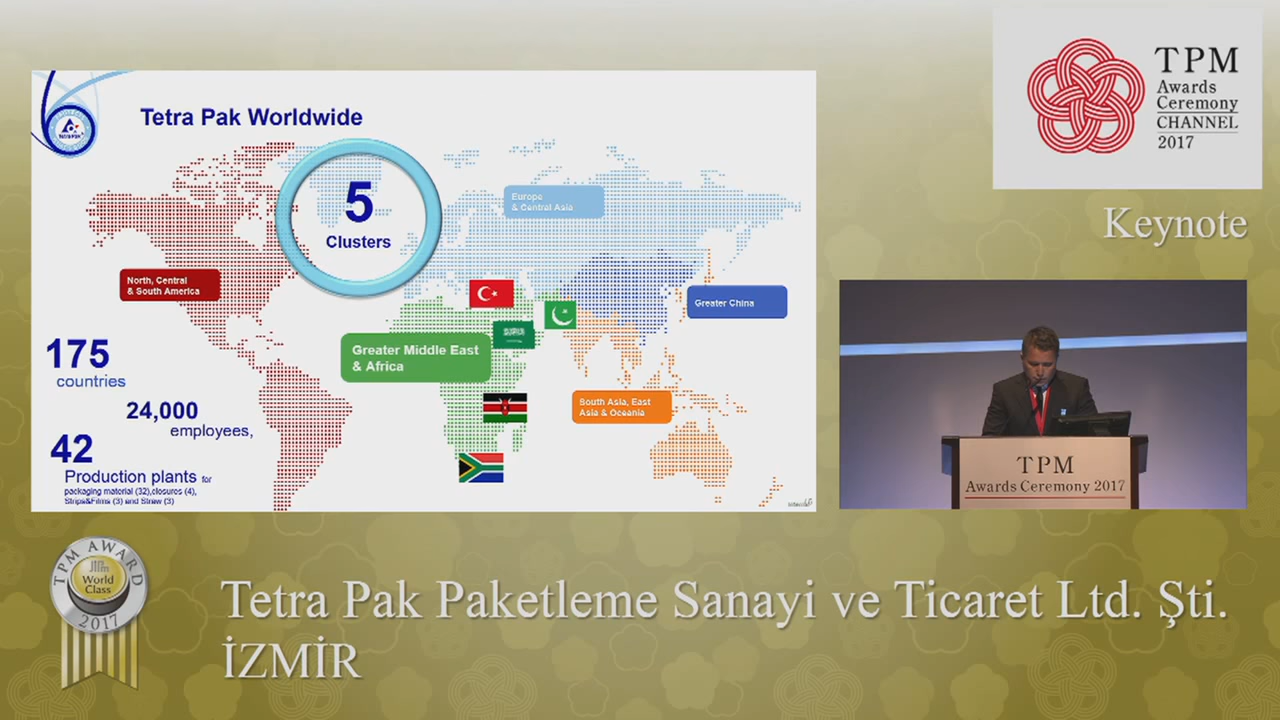 Tetra Pak Worldwide
TETRA PAK
5
Clusters
Europe
& Central Asia
North, Central
& South America
Greater China
Greater Middle East
& Africa
South Asia, East
Asia & Oceania
175
countries
24,000
employees,
42
Production plants for
packaging material (32),closures (4),
Strips&Films (3) and Straw (3)
TPM
Awards
Ceremony
CHANNEL
2017
Keynote
TPM
Awards Ceremony 2017
TPM AWARD
JIPM
World
Class
2017
Tetra Pak Paketleme Sanayi ve Ticaret Ltd. Şti.
İZMİR